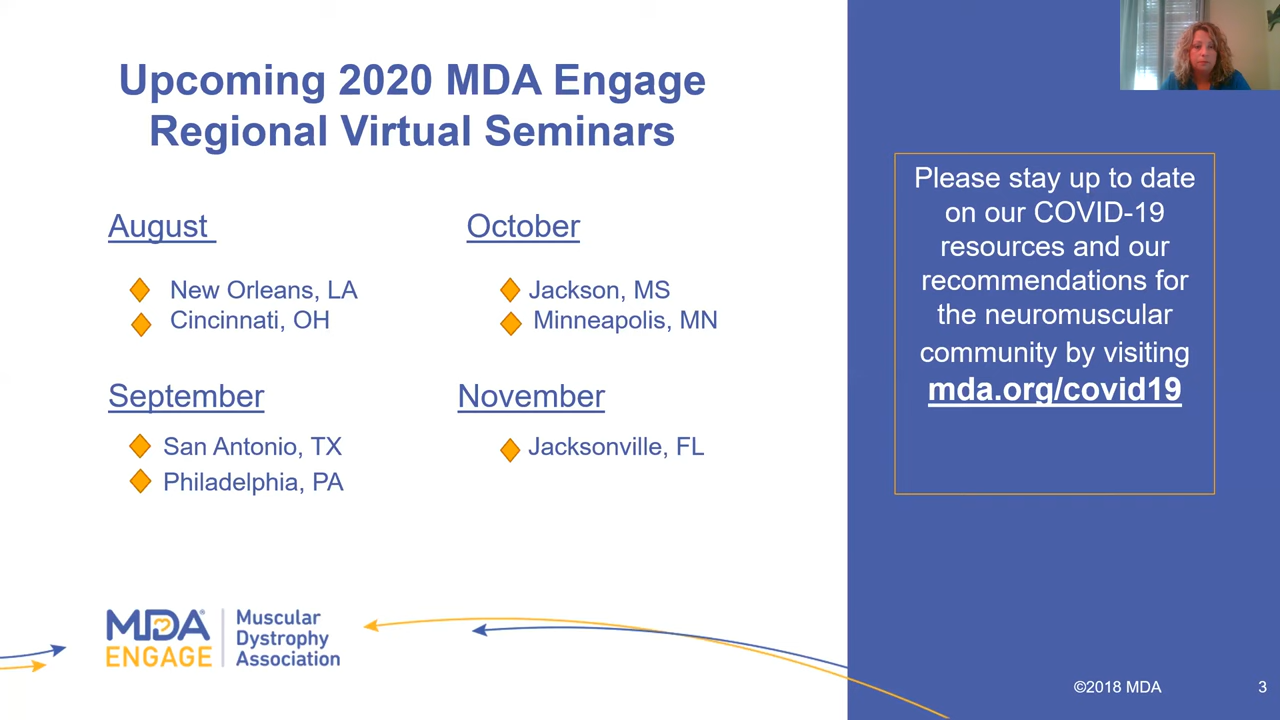 Upcoming 2020 MDA Engage
Regional Virtual Seminars
August
New Orleans, LA
Cincinnati, OH
September
San Antonio, TX
Philadelphia, PA
October
Jackson, MS
Minneapolis, MN
November
Jacksonville, FL
Please stay up to date
on our COVID-19
resources and our
recommendations for
the neuromuscular
community by visiting
mda.org/covid19
MDA®
ENGAGE
Muscular
Dystrophy
Association
©2018 MDA
3